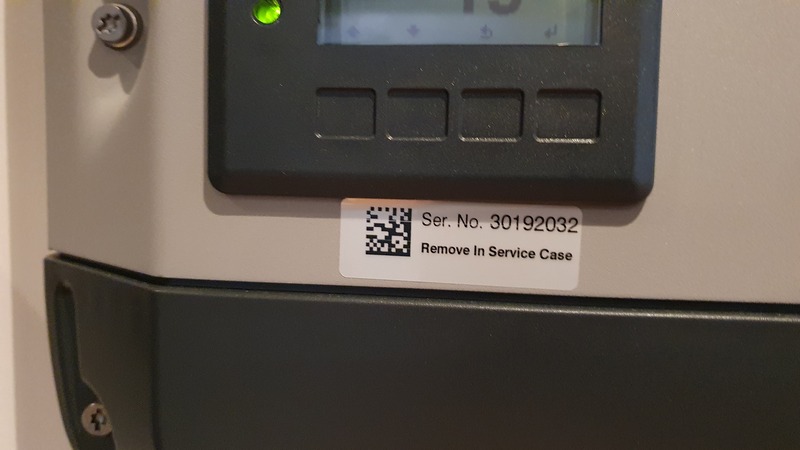 Ser. No. 30192032
Remove In Service Case